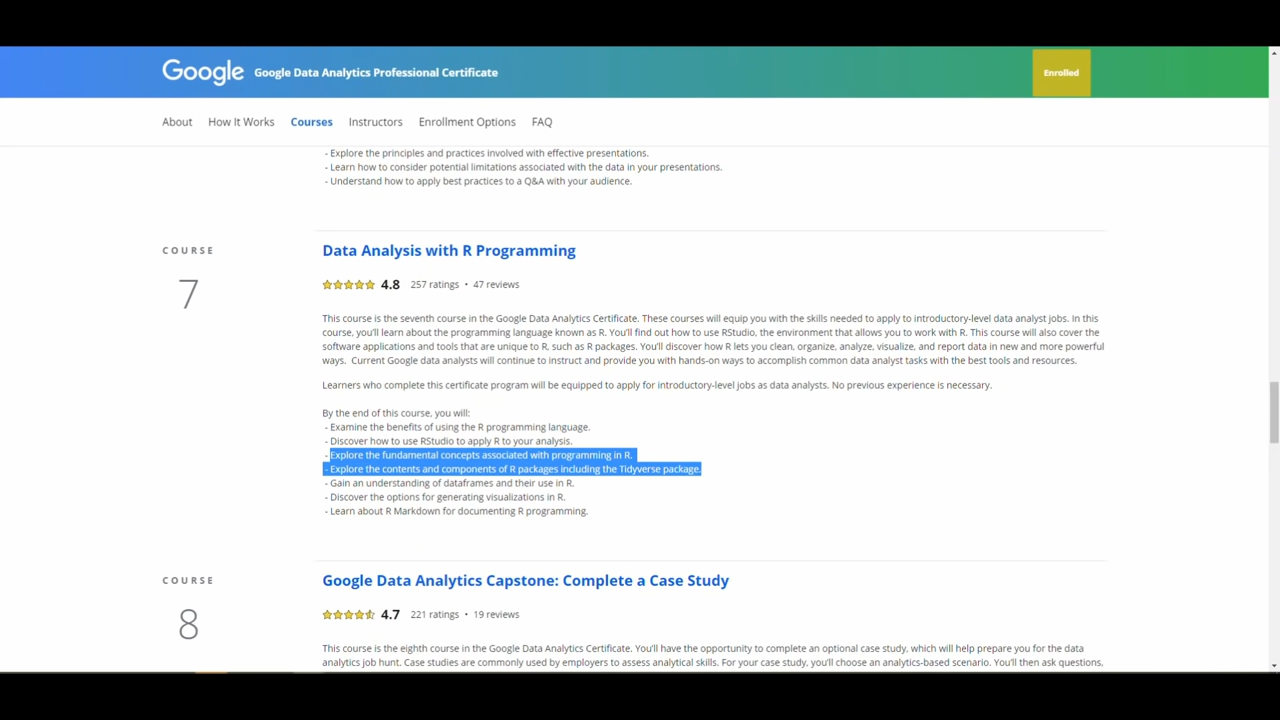 Google Google Data Analytics Professional Certificate Enrolled
About How It Works Courses Instructors Enrollment Options FAQ
- Explore the principles and practices involved with effective presentations.
- Learn how to consider potential limitations associated with the data in your presentations.
- Understand how to apply best practices to a Q&A with your audience.
COURSE
7
Data Analysis with R Programming
4.8 257 ratings • 47 reviews
This course is the seventh course in the Google Data Analytics Certificate. These courses will equip you with the skills needed to apply to introductory-level data analyst jobs. In this
course, you'll learn about the programming language known as R. You'll find out how to use RStudio, the environment that allows you to work with R. This course will also cover the
software applications and tools that are unique to R, such as R packages. You'll discover how R lets you clean, organize, analyze, visualize, and report data in new and more powerful
ways. Current Google data analysts will continue to instruct and provide you with hands-on ways to accomplish common data analyst tasks with the best tools and resources.
Learners who complete this certificate program will be equipped to apply for introductory-level jobs as data analysts. No previous experience is necessary.
By the end of this course, you will:
- Examine the benefits of using the R programming language.
- Discover how to use RStudio to apply R to your analysis.
- Explore the fundamental concepts associated with programming in R.
- Explore the contents and components of R packages including the Tidyverse package.
- Gain an understanding of dataframes and their use in R.
- Discover the options for generating visualizations in R.
- Learn about R Markdown for documenting R programming.
COURSE
8
Google Data Analytics Capstone: Complete a Case Study
4.7 221 ratings • 19 reviews
This course is the eighth course in the Google Data Analytics Certificate. You'll have the opportunity to complete an optional case study, which will help prepare you for the data
analytics job hunt. Case studies are commonly used by employers to assess analytical skills. For your case study, you'll choose an analytics-based scenario. You'll then ask questions,